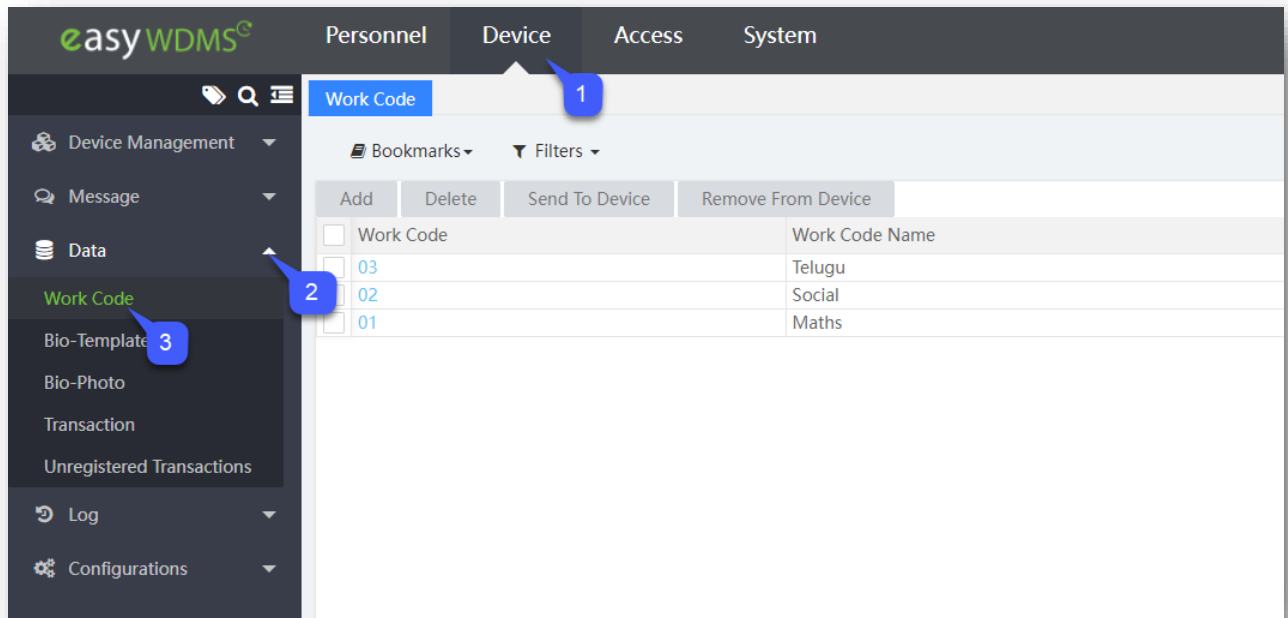 easy WDMS
Personnel Device Access System
1
Work Code
Device Management
Bookmarks Filters
Message
Add Delete Send To Device Remove From Device
Work Code Work Code Name
Data
03 Telugu
2
02 Social
Work Code
01 Maths
3
Bio-Template
Bio-Photo
Transaction
Unregistered Transactions
Log
Configurations